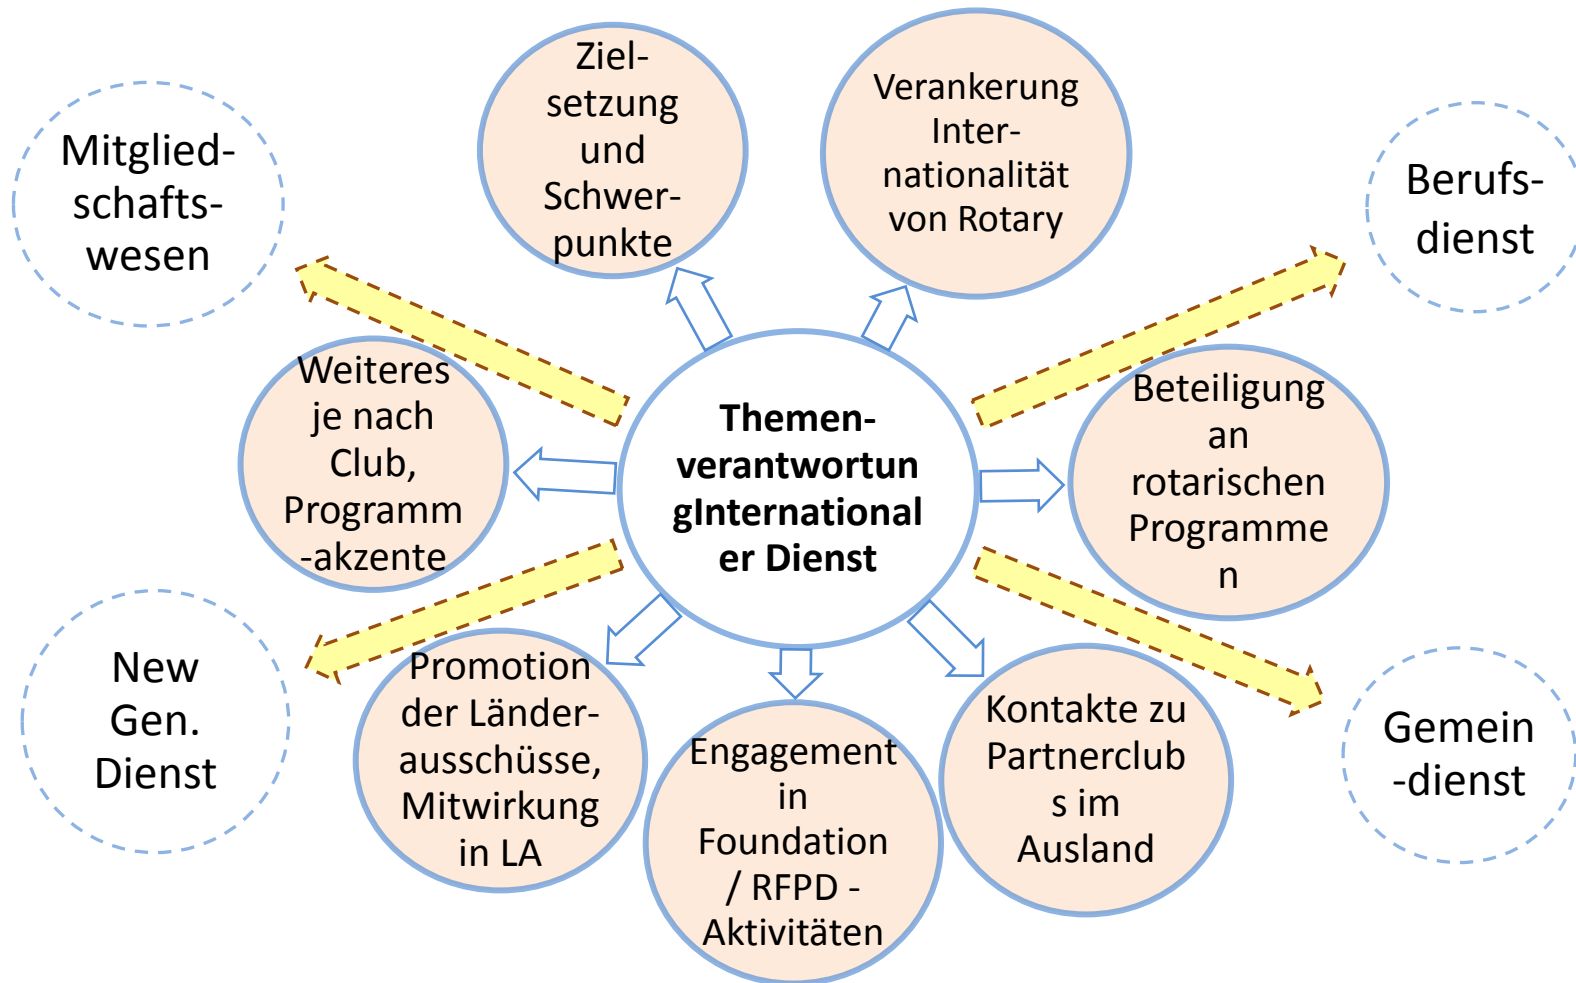 Ziel-
setzung
und
Schwer-
punkte
Verankerung
Inter-
nationalität
von Rotary
Mitglied-
schafts-
wesen
Berufs-
dienst
Weiteres
je nach
Club,
Programm
-akzente
Themen-
verantwortun
gInternational
er Dienst
Beteiligung
an
rotarischen
Programme
n
New
Gen.
Dienst
Promotion
der Länder-
ausschüsse,
Mitwirkung
in LA
Engagement
in
Foundation
/ RFPD -
Aktivitäten
Kontakte zu
Partnerclub
s im
Ausland
Gemein
-dienst